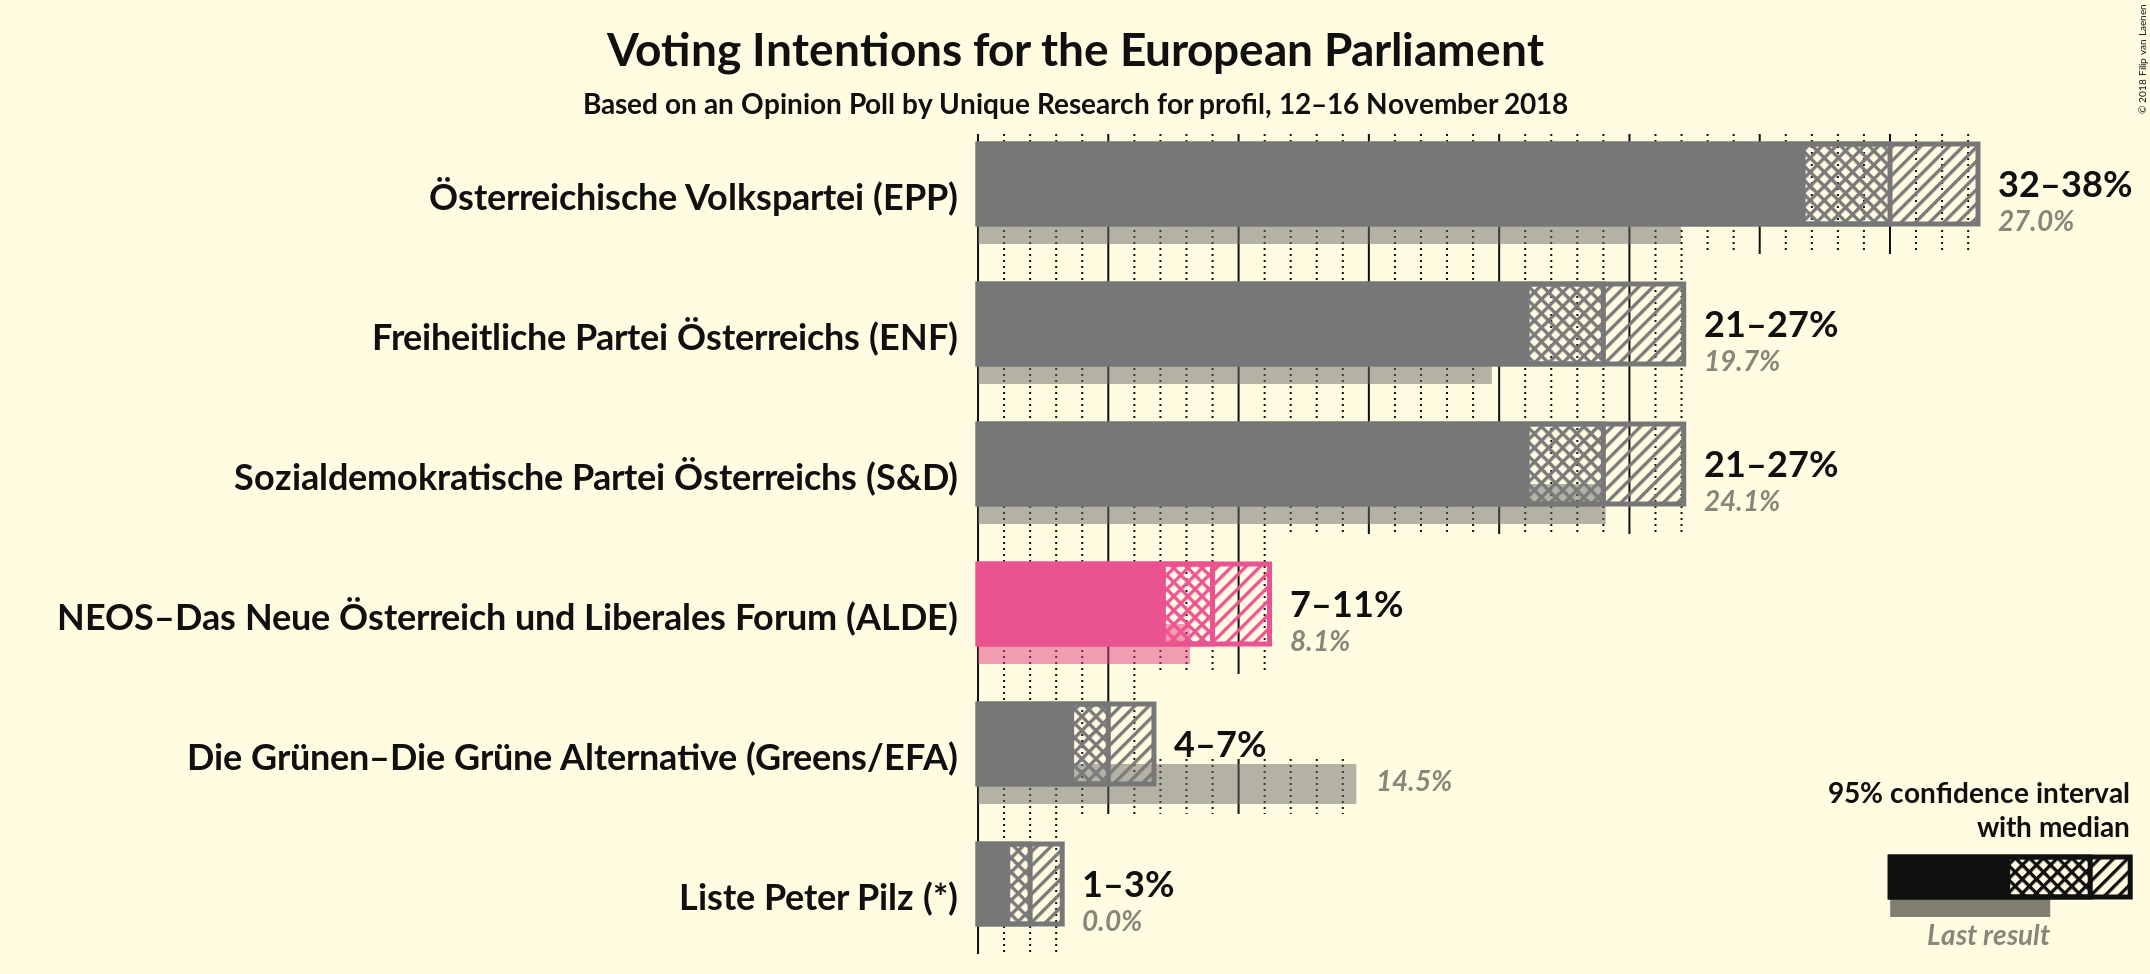 Voting Intentions for the European Parliament
Based on an Opinion Poll by Unique Research for profil, 12–16 November 2018
© 2018 Filip van Laenen
Österreichische Volkspartei (EPP)
32–38%
27.0%
Freiheitliche Partei Österreichs (ENF)
21–27%
19.7%
Sozialdemokratische Partei Österreichs (S&D)
21–27%
24.1%
NEOS–Das Neue Österreich und Liberales Forum (ALDE)
7–11%
8.1%
Die Grünen–Die Grüne Alternative (Greens/EFA)
4–7%
14.5%
Liste Peter Pilz (*)
1–3%
0.0%
95% confidence interval
with median
Last result